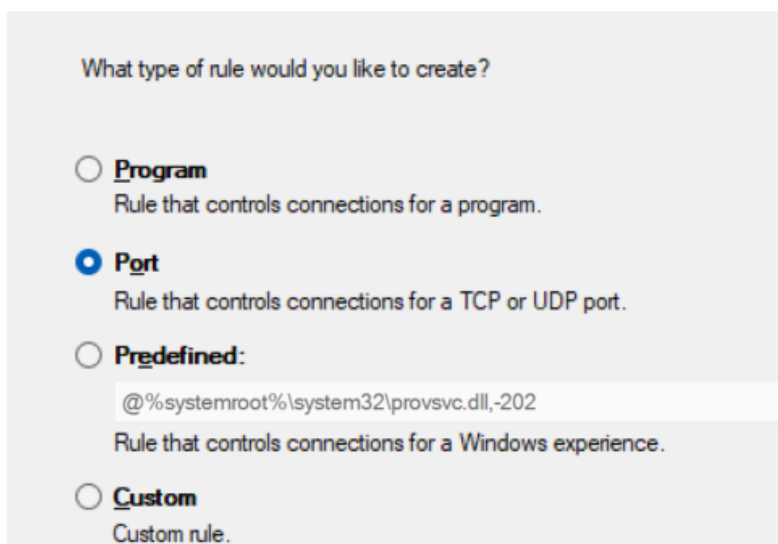 What type of rule would you like to create?
Program
Rule that controls connections for a program.
Port
Rule that controls connections for a TCP or UDP port.
Predefined:
@%systemroot%\system32\provsvc.dll,-202
Rule that controls connections for a Windows experience.
Custom
Custom rule.